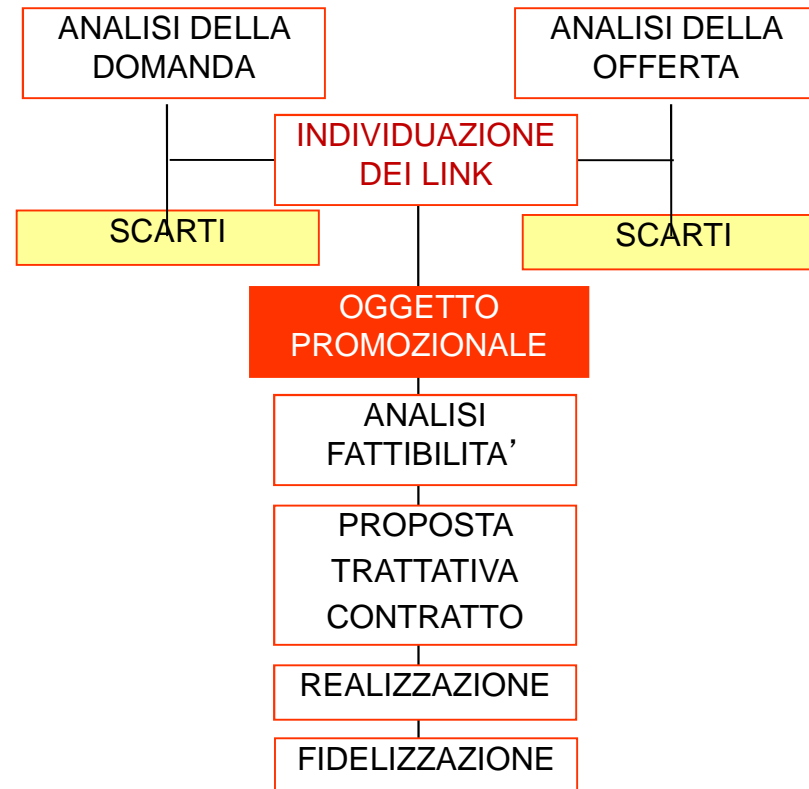 ANALISI DELLA
DOMANDA
ANALISI DELLA
OFFERTA
INDIVIDUAZIONE
DEI LINK
SCARTI
SCARTI
OGGETTO
PROMOZIONALE
ANALISI
FATTIBILITA’
PROPOSTA
TRATTATIVA
CONTRATTO
REALIZZAZIONE
FIDELIZZAZIONE